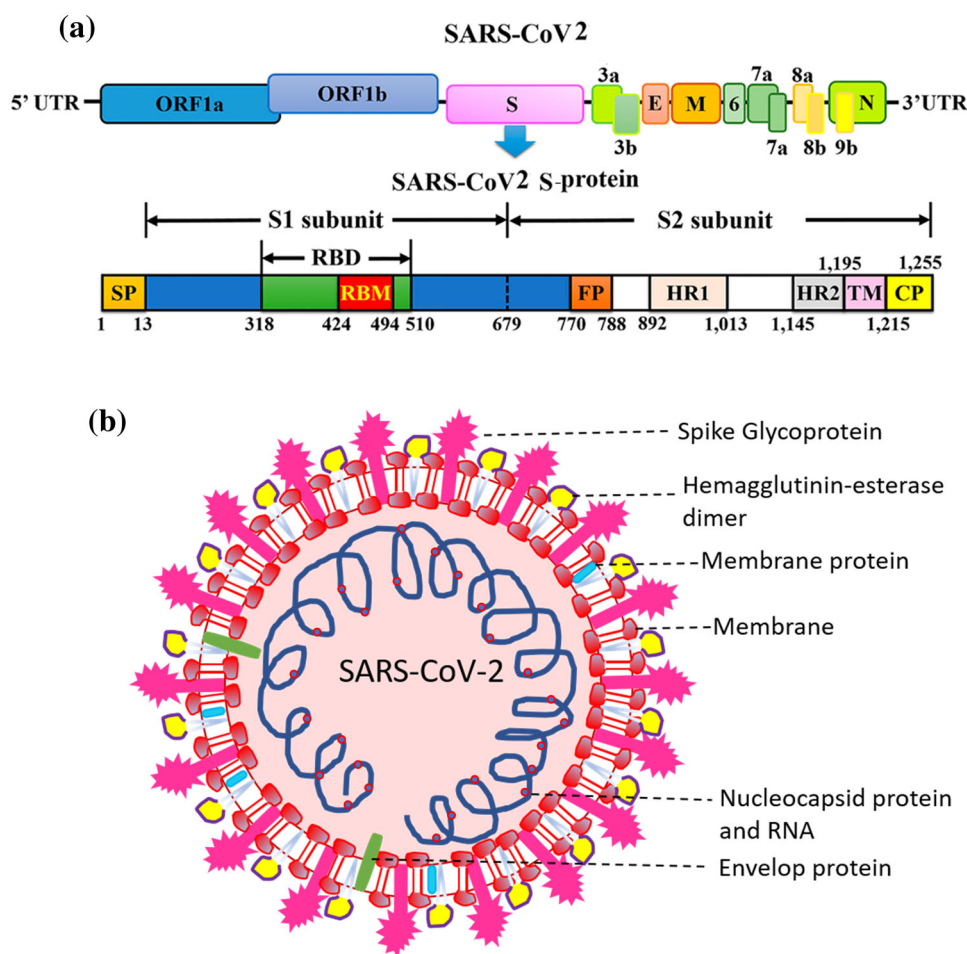 (a)
SARS-CoV2
5' UTR
ORF1a
ORF1b
S
3a
3b
E
M
6
7a
7a
8a
8b
9b
N
3'UTR
SARS-CoV2 S-protein
S1 subunit
S2 subunit
RBD
1,195
1,255
SP
RBM
FP
HR1
HR2
TM
CP
1
13
318
424
494
510
679
770
788
892
1,013
1,145
1,215
(b)
Spike Glycoprotein
Hemagglutinin-esterase
dimer
Membrane protein
Membrane
SARS-CoV-2
Nucleocapsid protein
and RNA
Envelop protein